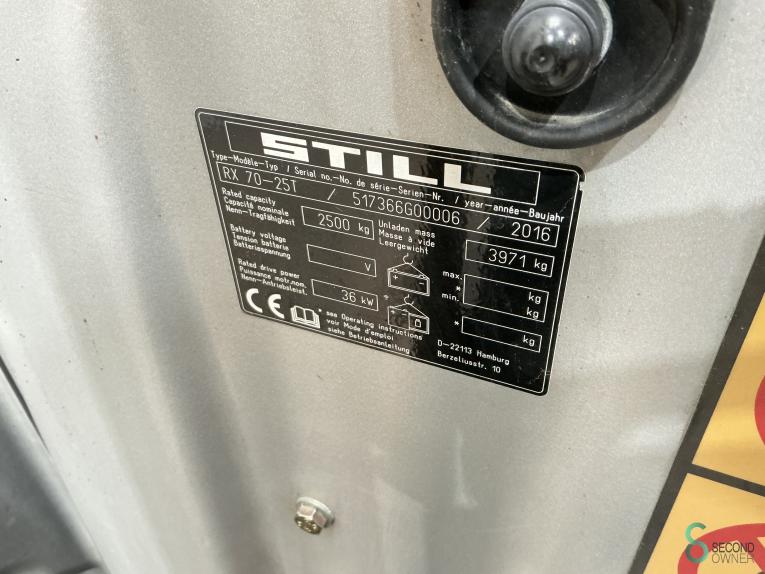 STILL
Type-Modèle-Typ / Serial no.-No. de série-Serien-Nr. / year-année-Baujahr
RX 70-25T / 517366G00006 / 2016
Rated capacity
Capacité nominale
Nenn-Tragfähigkeit
2500 kg
Unladen mass
Masse à vide
Leergewicht
3971 kg
Battery voltage
Tension batterie
Batteriespannung
V
max.
*
min.
kg
kg
Rated drive power
Puissance motr.nom.
Nenn-Antriebsleist.
36 kW
*
kg
CE
* see Operating instructions
voir Mode d'emploi
siehe Betriebsanleitung
D-22113 Hamburg
Berzeliusstr. 10
SECOND
OWNER